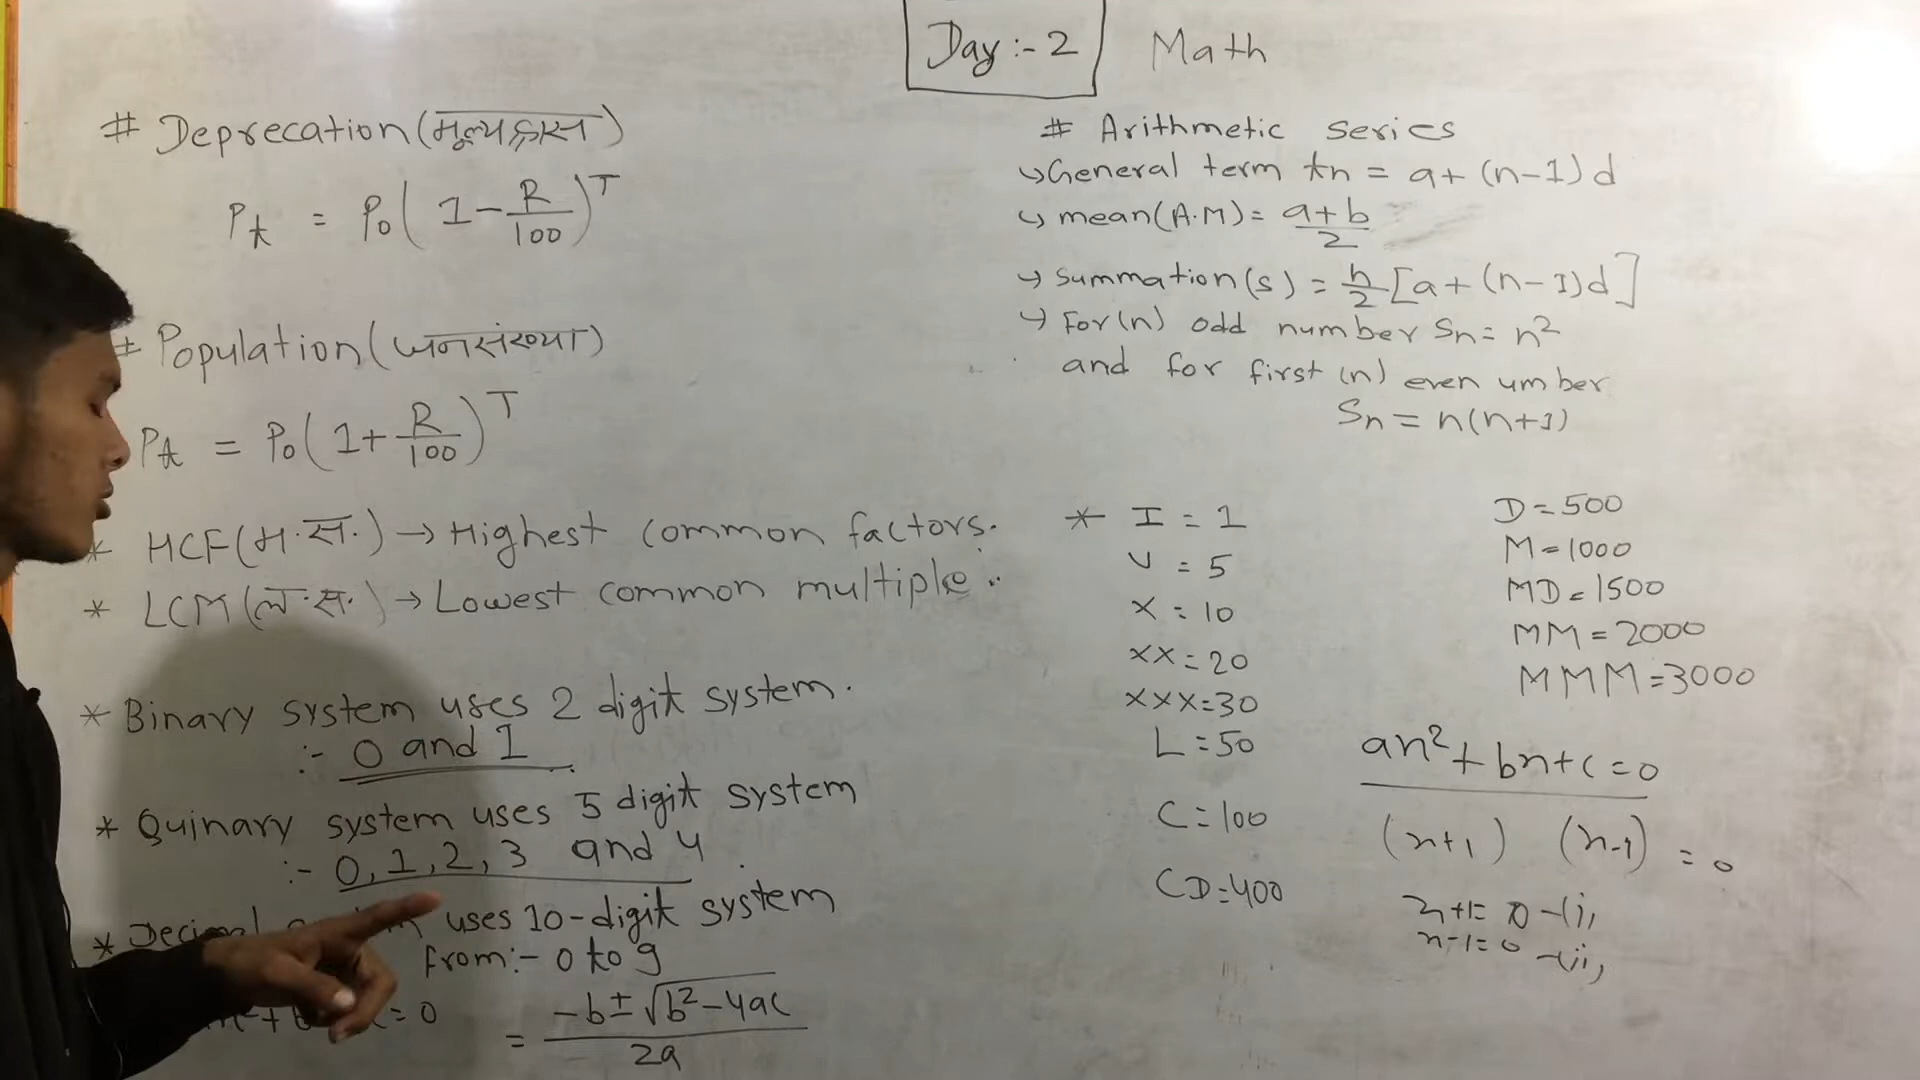 Day :- 2 Math
# Deprecation (मूल्यह्रास)
Pt = P0 ( 1 - R/100 )^T
# Population (जनसंख्या)
Pt = P0 ( 1 + R/100 )^T
* HCF (म.स.) → Highest common factors.
* LCM (ल.स.) → Lowest common multiple.
* Binary system uses 2 digit system.
:- 0 and 1
* Quinary system uses 5 digit system
:- 0, 1, 2, 3 and 4
* Decimal uses 10-digit system
from:- 0 to 9
= 0 = (-b ± √(b² - 4ac)) / 2a
# Arithmetic series
↳ General term tn = a + (n-1) d
↳ mean (A.M) = (a+b)/2
↳ Summation (s) = n/2 [a + (n-1)d]
↳ For (n) odd number Sn = n²
and for first (n) even umber
Sn = n(n+1)
* I = 1
V = 5
X = 10
XX = 20
XXX = 30
L = 50
C = 100
CD = 400
D = 500
M = 1000
MD = 1500
MM = 2000
MMM = 3000
ax² + bx + c = 0
(x+1) (x-1) = 0
x+1 = 0 -(i)
x-1 = 0 -(ii)